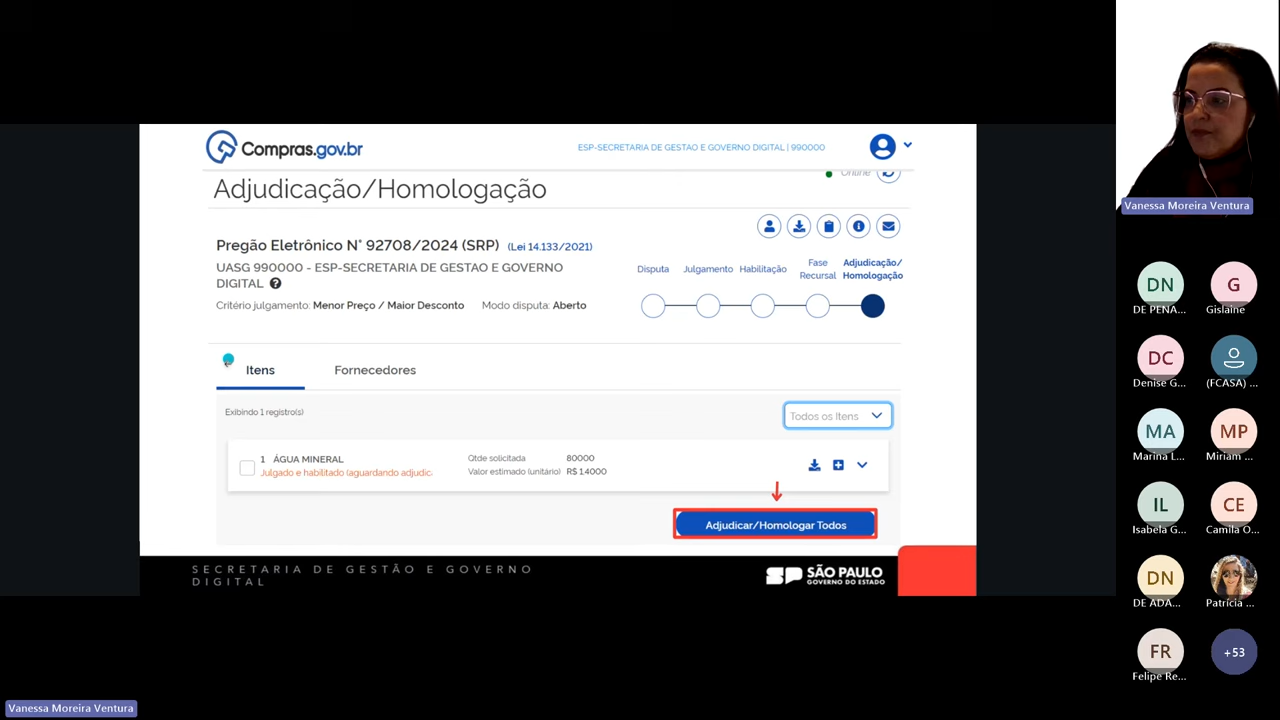 Compras.gov.br
ESP-SECRETARIA DE GESTAO E GOVERNO DIGITAL | 990000
Adjudicação/Homologação
Online
Pregão Eletrônico N° 92708/2024 (SRP) (Lei 14.133/2021)
UASG 990000 - ESP-SECRETARIA DE GESTAO E GOVERNO
DIGITAL
Critério julgamento: Menor Preço / Maior Desconto Modo disputa: Aberto
Disputa
Julgamento
Habilitação
Fase
Recursal
Adjudicação/
Homologação
Itens
Fornecedores
Exibindo 1 registro(s)
Todos os Itens
1 ÁGUA MINERAL
Julgado e habilitado (aguardando adjudic.
Qtde solicitada 80000
Valor estimado (unitário) R$ 1,4000
Adjudicar/Homologar Todos
SECRETARIA DE GESTÃO E GOVERNO
DIGITAL
SP SÃO PAULO
GOVERNO DO ESTADO
Vanessa Moreira Ventura
DN
DE PENA...
G
Gislaine
DC
Denise G...
(FCASA) ...
MA
Marina L...
MP
Miriam ...
IL
Isabela G...
CE
Camila O...
DN
DE ADA...
Patrícia ...
FR
Felipe Re...
+53
Vanessa Moreira Ventura